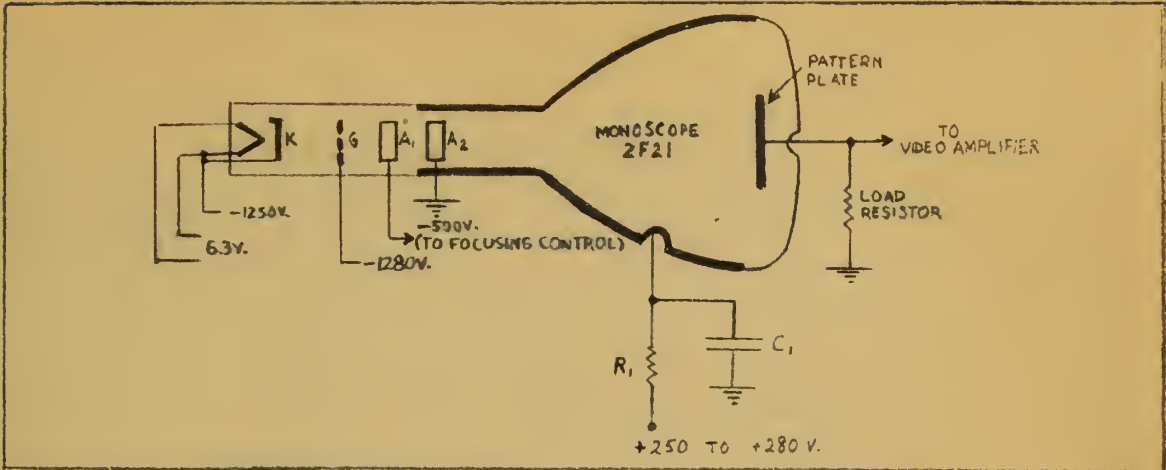 PATTERN
PLATE
K
G
A1
A2
MONOSCOPE
2F21
TO
VIDEO AMPLIFIER
-1250V.
LOAD
RESISTOR
-500V.
(TO FOCUSING CONTROL)
6.3V.
-1280V.
R1
C1
+250 TO +280 V.